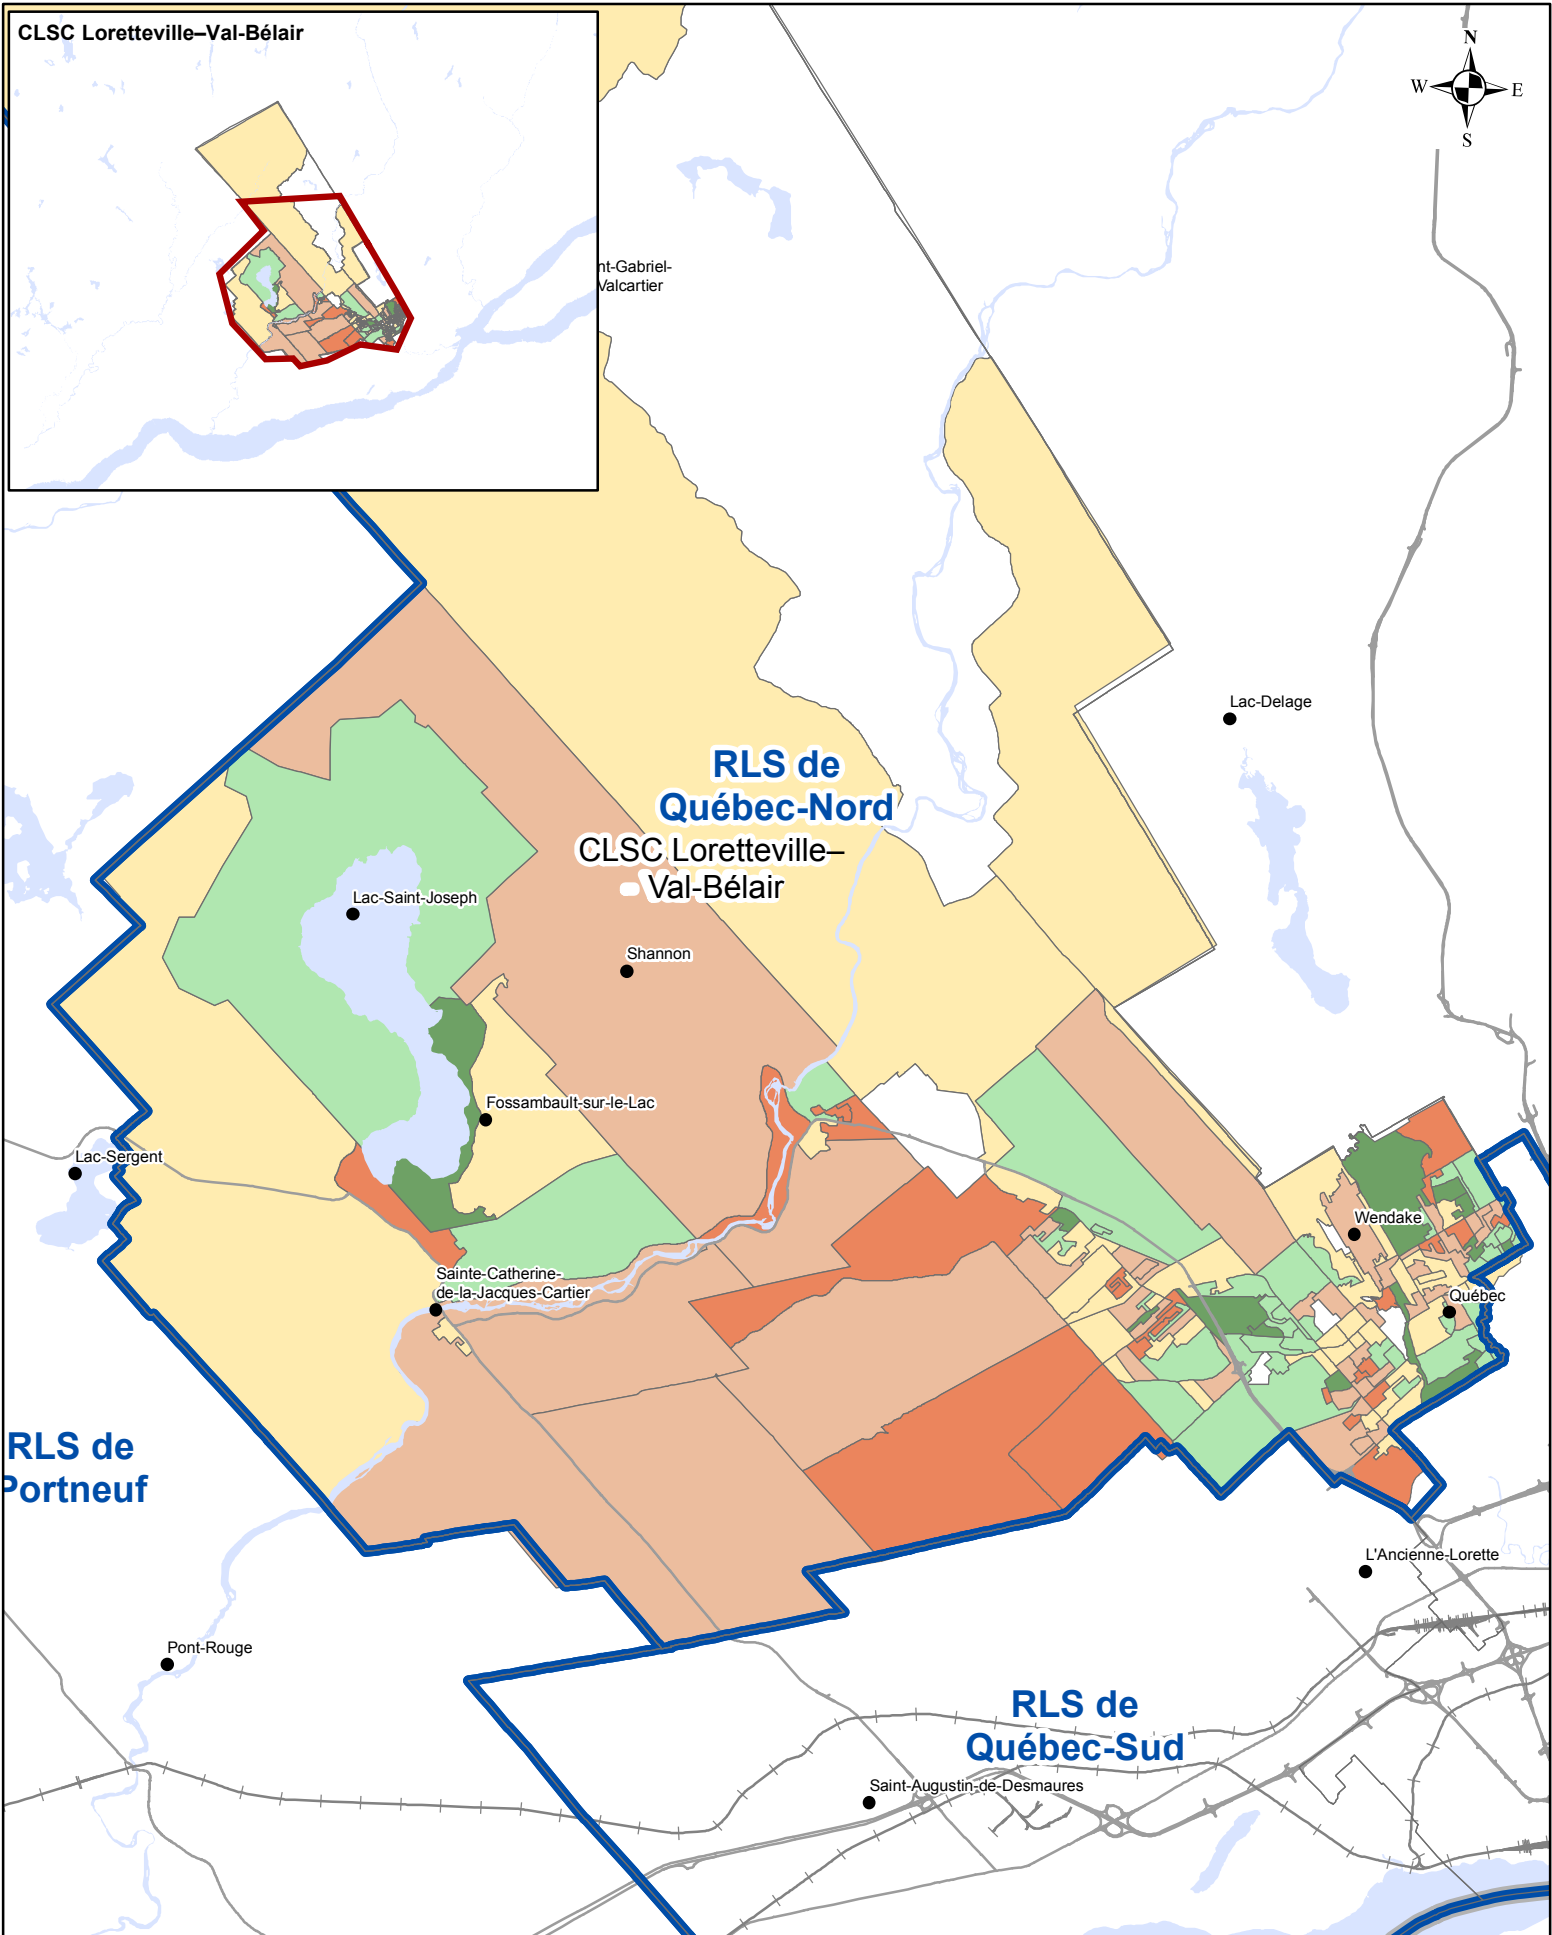 CLSC Loretteville–Val-Bélair
N
W
E
S
nt-Gabriel-
Valcartier
Lac-Delage
RLS de
Québec-Nord
CLSC Loretteville–
Val-Bélair
Lac-Saint-Joseph
Shannon
Fossambault-sur-le-Lac
Lac-Sergent
Wendake
Sainte-Catherine-
de-la-Jacques-Cartier
Québec
RLS de
Portneuf
L'Ancienne-Lorette
Pont-Rouge
RLS de
Québec-Sud
Saint-Augustin-de-Desmaures